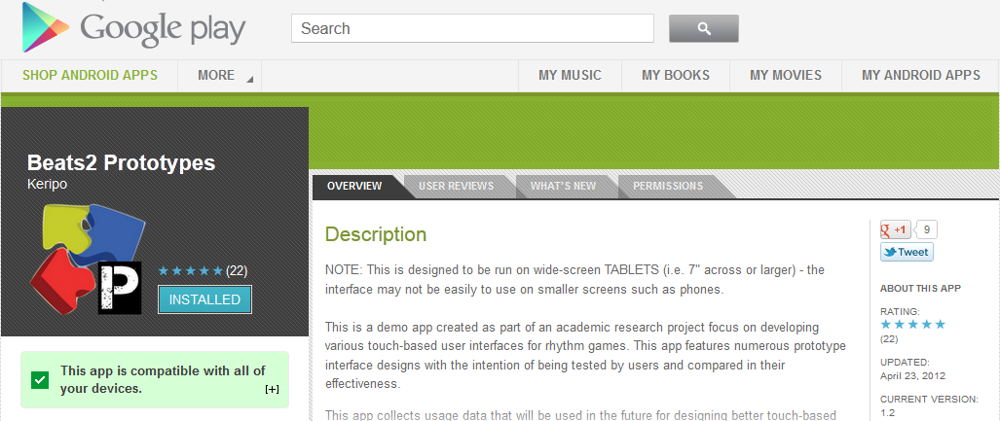 Google play
Search
SHOP ANDROID APPS MORE MY MUSIC MY BOOKS MY MOVIES MY ANDROID APPS
Beats2 Prototypes
Keripo
P
(22)
INSTALLED
This app is compatible with all of
your devices.
[+]
OVERVIEW USER REVIEWS WHAT'S NEW PERMISSIONS
Description
NOTE: This is designed to be run on wide-screen TABLETS (i.e. 7" across or larger) - the
interface may not be easily to use on smaller screens such as phones.
This is a demo app created as part of an academic research project focus on developing
various touch-based user interfaces for rhythm games. This app features numerous prototype
interface designs with the intention of being tested by users and compared in their
effectiveness.
This app collects usage data that will be used in the future for designing better touch-based
g +1 9
Tweet
ABOUT THIS APP
RATING:
(22)
UPDATED:
April 23, 2012
CURRENT VERSION:
1.2